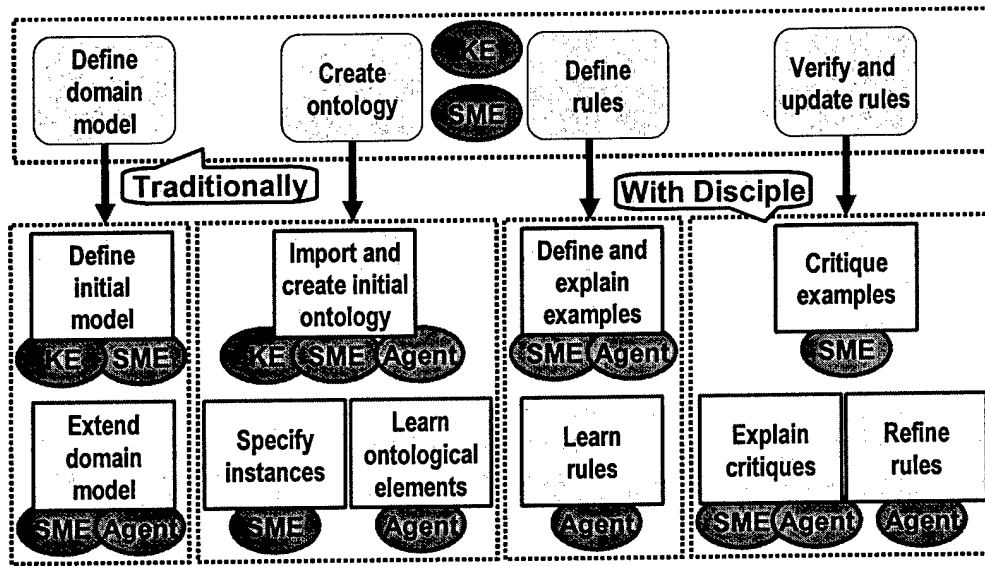 Define
domain
model
Create
ontology
KE
SME
Define
rules
Verify and
update rules
Traditionally
With Disciple
Define
initial
model
KE SME
Import and
create initial
ontology
KE SME Agent
Define and
explain
examples
SME Agent
Critique
examples
SME
Extend
domain
model
SME Agent
Specify
instances
SME
Learn
ontological
elements
Agent
Learn
rules
Agent
Explain
critiques
SME Agent
Refine
rules
Agent